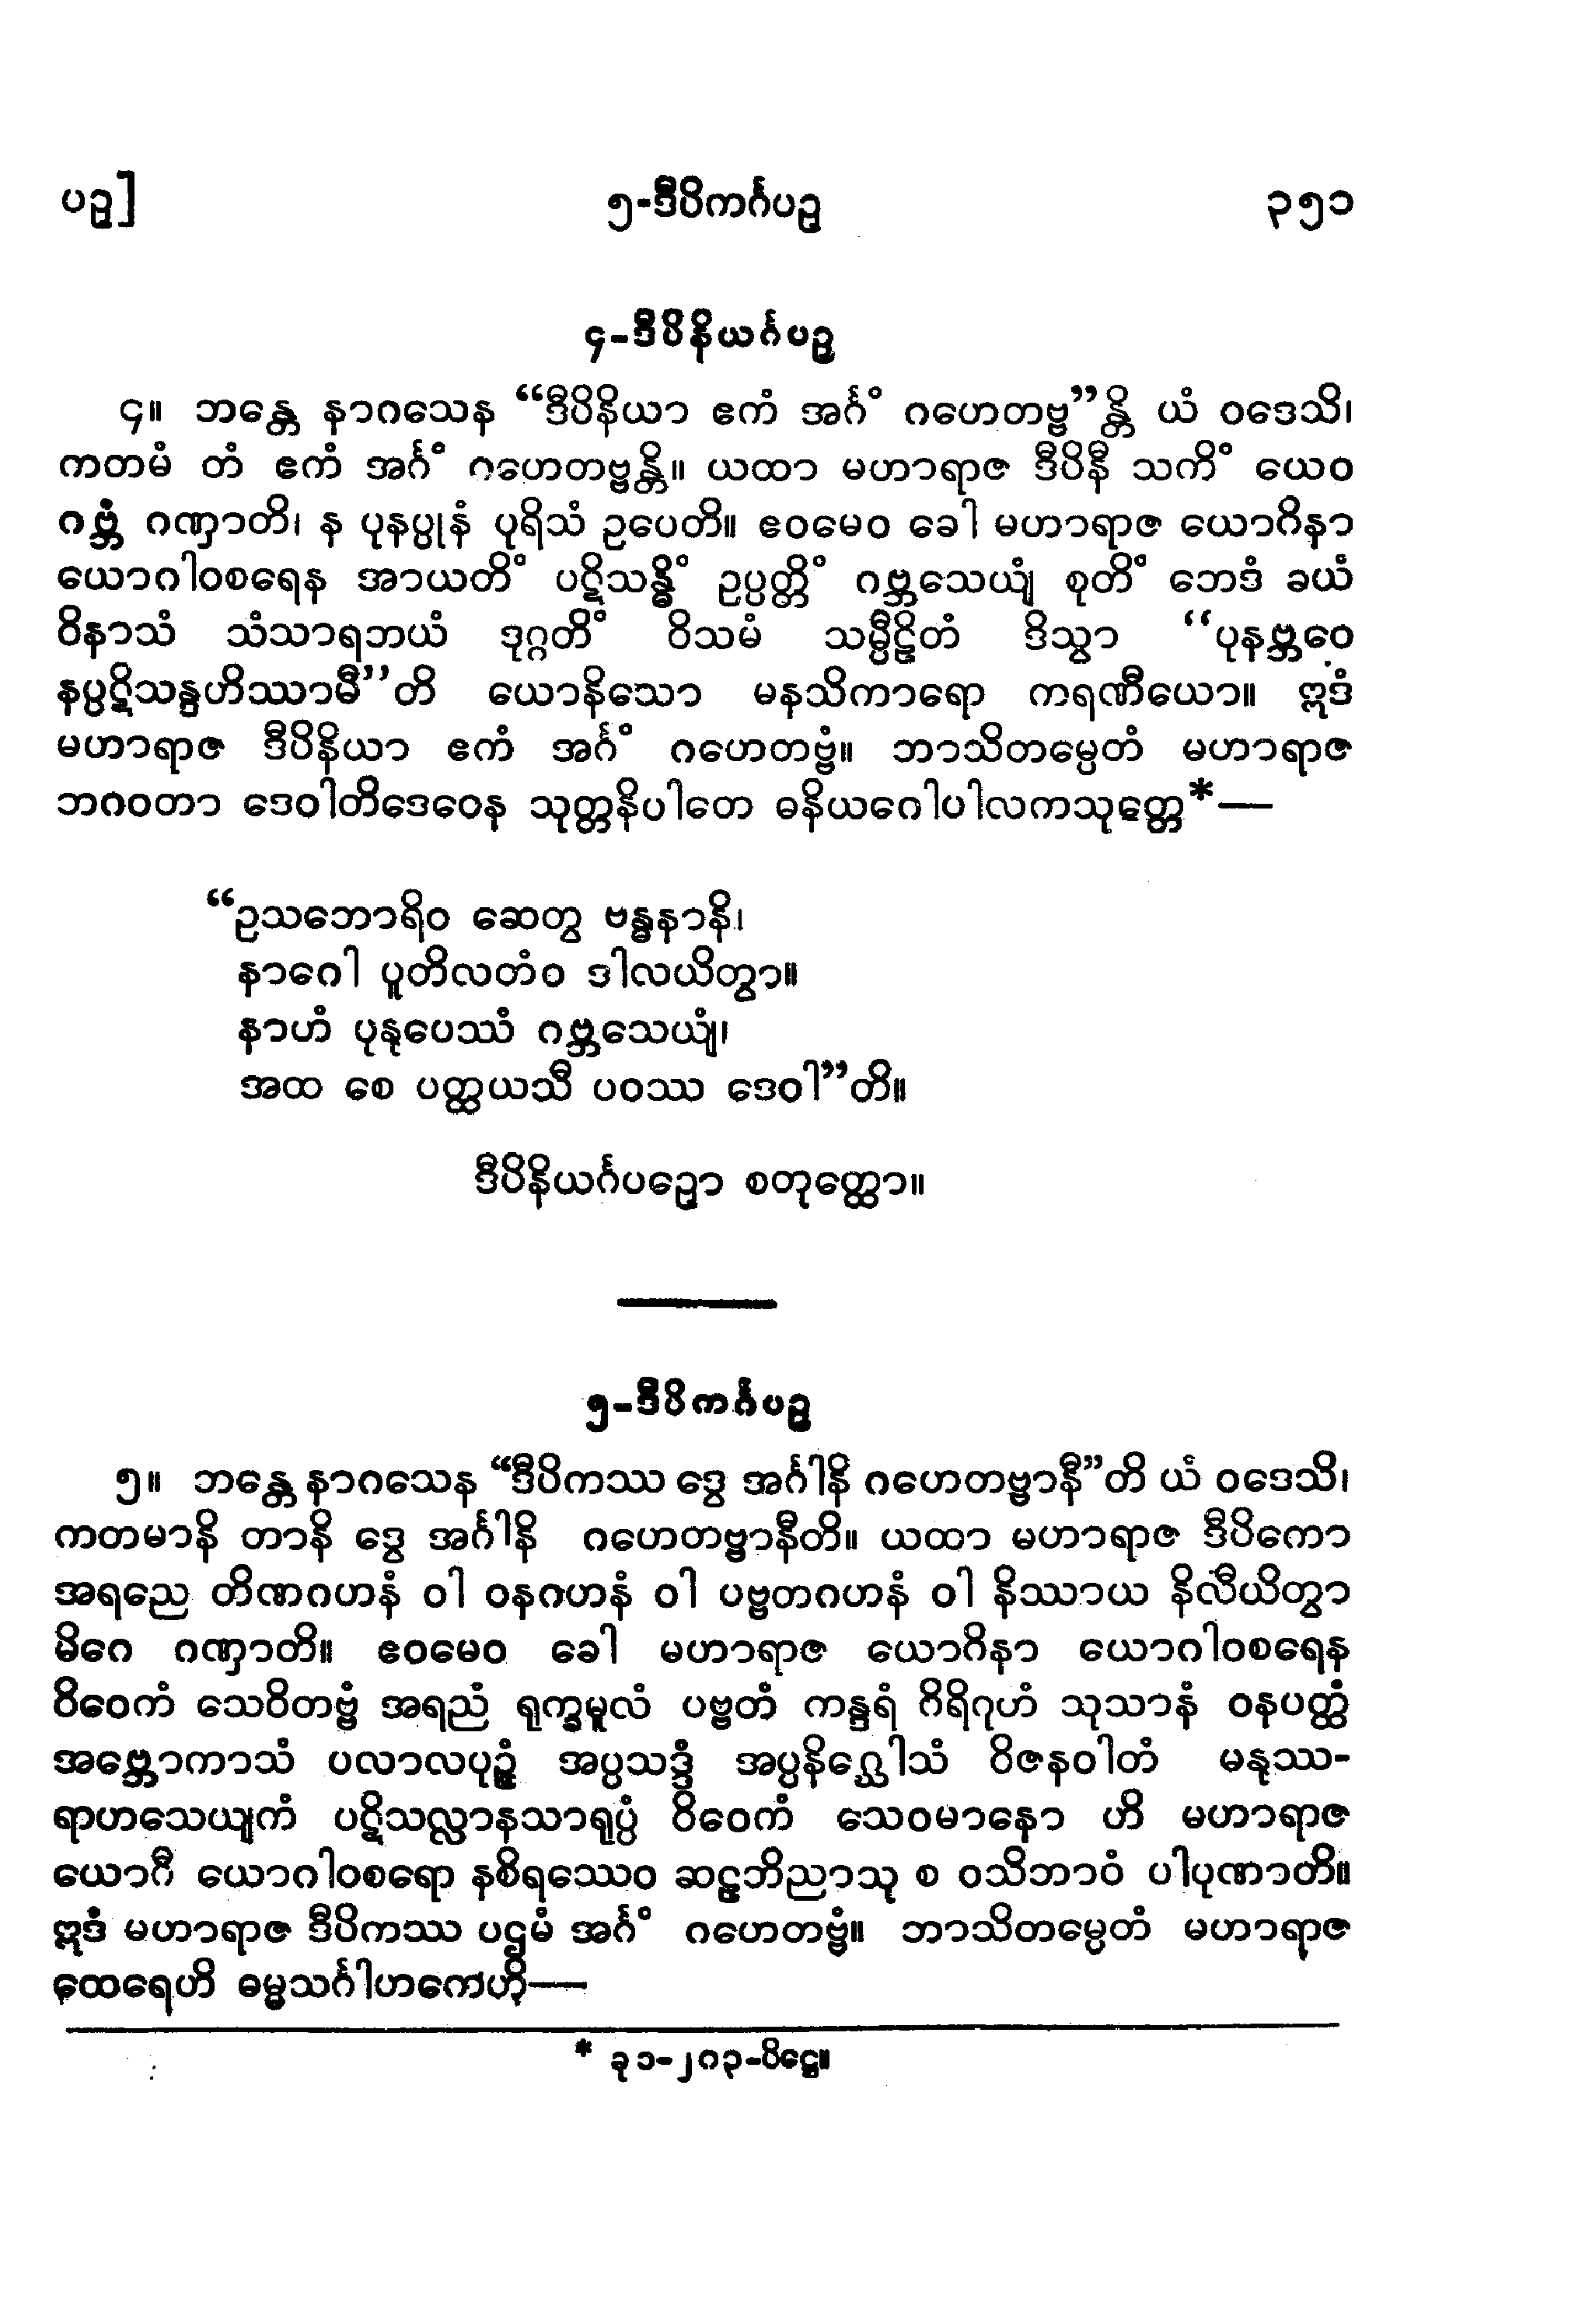 ပဉှ] ၅-ဒီပိကင်္ဂပဉှ ၃၅၁
၄-ဒီပိနိယင်္ဂပဉှ
၄။ ဘန္တေ နာဂသေန “ဒီပိနိယာ ဧကံ အင်္ဂံ ဂဟေတဗ္ဗ”န္တိ ယံ ဝဒေသိ၊
ကတမံ တံ ဧကံ အင်္ဂံ ဂဟေတဗ္ဗန္တိ။ ယထာ မဟာရာဇ ဒီပိနီ သကိံ ယေဝ
ဂဗ္ဘံ ဂဏှာတိ၊ န ပုနပ္ပုနံ ပုရိသံ ဥပေတိ။ ဧဝမေဝ ခေါ မဟာရာဇ ယောဂိနာ
ယောဂါဝစရေန အာယတိံ ပဋိသန္ဓိံ ဥပ္ပတ္တိံ ဂဗ္ဘသေယျံ စုတိံ ဘေဒံ ခယံ
ဝိနာသံ သံသာရဘယံ ဒုဂ္ဂတိံ ဝိသမံ သမ္ပီဠိတံ ဒိသွာ “ပုနဗ္ဘဝေ
နပ္ပဋိသန္ဒဟိဿာမီ”တိ ယောနိသော မနသိကာရော ကရဏီယော။ ဣဒံ
မဟာရာဇ ဒီပိနိယာ ဧကံ အင်္ဂံ ဂဟေတဗ္ဗံ။ ဘာသိတမ္ပေတံ မဟာရာဇ
ဘဂဝတာ ဒေဝါတိဒေဝေန သုတ္တနိပါတေ ဓနိယဂေါပါလကသုတ္တေ*—
“ဥသဘောရိဝ ဆေတွ ဗန္ဓနာနိ၊
နာဂေါ ပူတိလတံဝ ဒါလယိတွာ။
နာဟံ ပုနုပေဿံ ဂဗ္ဘသေယျံ၊
အထ စေ ပတ္ထယသီ ပဝဿ ဒေဝါ”တိ။
ဒီပိနိယင်္ဂပဉှော စတုတ္ထော။
၅-ဒီပိကင်္ဂပဉှ
၅။ ဘန္တေ နာဂသေန “ဒီပိကဿ ဒွေ အင်္ဂါနိ ဂဟေတဗ္ဗာနီ”တိ ယံ ဝဒေသိ၊
ကတမာနိ တာနိ ဒွေ အင်္ဂါနိ ဂဟေတဗ္ဗာနီတိ။ ယထာ မဟာရာဇ ဒီပိကော
အရညေ တိဏဂဟနံ ဝါ ဝနဂဟနံ ဝါ ပဗ္ဗတဂဟနံ ဝါ နိဿာယ နိလီယိတွာ
မိဂေ ဂဏှာတိ။ ဧဝမေဝ ခေါ မဟာရာဇ ယောဂိနာ ယောဂါဝစရေန
ဝိဝေကံ သေဝိတဗ္ဗံ အရညံ ရုက္ခမူလံ ပဗ္ဗတံ ကန္ဒရံ ဂိရိဂုဟံ သုသာနံ ဝနပတ္ထံ
အဗ္ဘောကာသံ ပလာလပုဉ္ဇံ အပ္ပသဒ္ဒံ အပ္ပနိဂ္ဃေါသံ ဝိဇနဝါတံ မနုဿ-
ရာဟသေယျကံ ပဋိသလ္လာနသာရုပ္ပံ ဝိဝေကံ သေဝမာနော ဟိ မဟာရာဇ
ယောဂီ ယောဂါဝစရော နစိရဿေဝ ဆဠဘိညာသု စ ဝသိဘာဝံ ပါပုဏာတိ။
ဣဒံ မဟာရာဇ ဒီပိကဿ ပဌမံ အင်္ဂံ ဂဟေတဗ္ဗံ။ ဘာသိတမ္ပေတံ မဟာရာဇ
ထေရေဟိ ဓမ္မသင်္ဂါဟကေဟိ—
* ခု ၁-၂၈၃-ပိဋ္ဌေ။